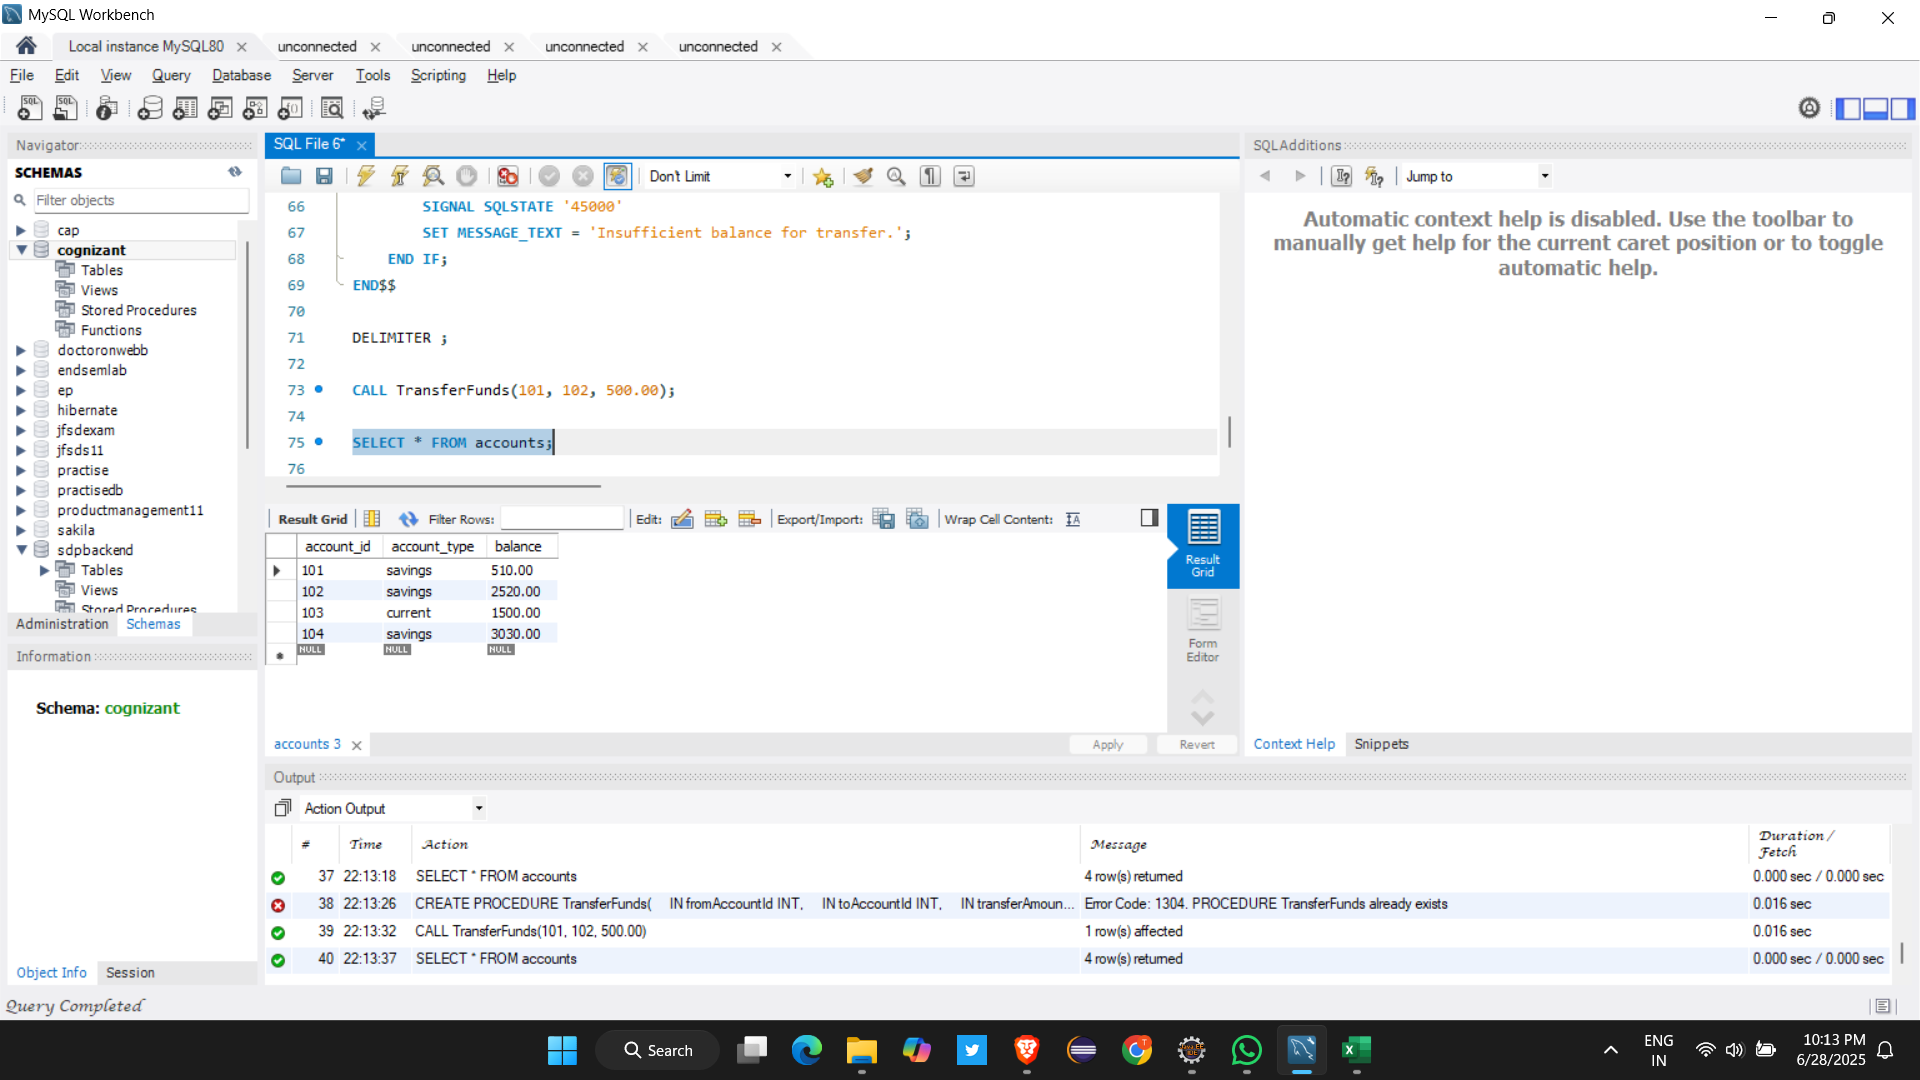 MySQL Workbench
Local instance MySQL80
unconnected
unconnected
unconnected
unconnected
File Edit View Query Database Server Tools Scripting Help
Navigator
SCHEMAS
Filter objects
cap
cognizant
Tables
Views
Stored Procedures
Functions
doctoronwebb
endsemlab
ep
hibernate
jfsdexam
jfsds11
practise
practisedb
productmanagement11
sakila
sdpbackend
Tables
Views
Stored Procedures
Administration Schemas
Information
Schema: cognizant
Object Info Session
Query Completed
SQL File 6*
Don't Limit
66 SIGNAL SQLSTATE '45000'
67 SET MESSAGE_TEXT = 'Insufficient balance for transfer.';
68 END IF;
69 END$$
70
71 DELIMITER ;
72
73 CALL TransferFunds(101, 102, 500.00);
74
75 SELECT * FROM accounts;
76
Result Grid Filter Rows: Edit: Export/Import: Wrap Cell Content:
account_id account_type balance
101 savings 510.00
102 savings 2520.00
103 current 1500.00
104 savings 3030.00
NULL NULL NULL
Result
Grid
Form
Editor
accounts 3
Apply Revert
SQLAdditions
Jump to
Automatic context help is disabled. Use the toolbar to
manually get help for the current caret position or to toggle
automatic help.
Context Help Snippets
Output
Action Output
# Time Action Message Duration / Fetch
37 22:13:18 SELECT * FROM accounts 4 row(s) returned 0.000 sec / 0.000 sec
38 22:13:26 CREATE PROCEDURE TransferFunds( IN fromAccountId INT, IN toAccountId INT, IN transferAmoun... Error Code: 1304. PROCEDURE TransferFunds already exists 0.016 sec
39 22:13:32 CALL TransferFunds(101, 102, 500.00) 1 row(s) affected 0.016 sec
40 22:13:37 SELECT * FROM accounts 4 row(s) returned 0.000 sec / 0.000 sec
Search
ENG
IN
10:13 PM
6/28/2025